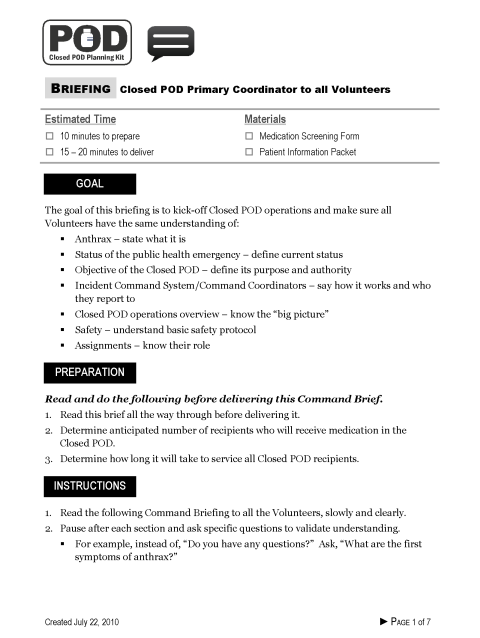 POD
Closed POD Planning Kit
BRIEFING Closed POD Primary Coordinator to all Volunteers
Estimated Time
Materials
☐ 10 minutes to prepare
☐ Medication Screening Form
☐ 15 – 20 minutes to deliver
☐ Patient Information Packet
GOAL
The goal of this briefing is to kick-off Closed POD operations and make sure all
Volunteers have the same understanding of:
▪ Anthrax – state what it is
▪ Status of the public health emergency – define current status
▪ Objective of the Closed POD – define its purpose and authority
▪ Incident Command System/Command Coordinators – say how it works and who
they report to
▪ Closed POD operations overview – know the “big picture”
▪ Safety – understand basic safety protocol
▪ Assignments – know their role
PREPARATION
Read and do the following before delivering this Command Brief.
1. Read this brief all the way through before delivering it.
2. Determine anticipated number of recipients who will receive medication in the
Closed POD.
3. Determine how long it will take to service all Closed POD recipients.
INSTRUCTIONS
1. Read the following Command Briefing to all the Volunteers, slowly and clearly.
2. Pause after each section and ask specific questions to validate understanding.
▪ For example, instead of, “Do you have any questions?” Ask, “What are the first
symptoms of anthrax?”
Created July 22, 2010
► PAGE 1 of 7